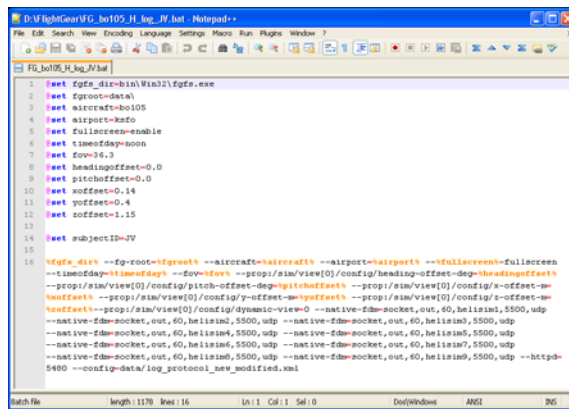 D:\FlightGear\FG_bo105_H_log_JV.bat - Notepad++
File Edit Search View Encoding Language Settings Macro Run Plugins Window ?
FG_bo105_H_log_JV.bat
1 @set fgfs_dir=bin\Win32\fgfs.exe
2 @set fgroot=data\
3 @set aircraft=bo105
4 @set airport=ksfo
5 @set fullscreen=enable
6 @set timeofday=noon
7 @set fov=36.3
8 @set headingoffset=0.0
9 @set pitchoffset=0.0
10 @set xoffset=0.14
11 @set yoffset=0.4
12 @set zoffset=1.15
13
14 @set subjectID=JV
15
16 %fgfs_dir% --fg-root=%fgroot% --aircraft=%aircraft% --airport=%airport% --%fullscreen%-fullscreen
--timeofday=%timeofday% --fov=%fov% --prop:/sim/view[0]/config/heading-offset-deg=%headingoffset%
--prop:/sim/view[0]/config/pitch-offset-deg=%pitchoffset% --prop:/sim/view[0]/config/x-offset-m=
%xoffset% --prop:/sim/view[0]/config/y-offset-m=%yoffset% --prop:/sim/view[0]/config/z-offset-m=
%zoffset%--prop:/sim/view[0]/config/dynamic-view=0 --native-fdm=socket,out,60,helisim1,5500,udp
--native-fdm=socket,out,60,helisim2,5500,udp --native-fdm=socket,out,60,helisim3,5500,udp
--native-fdm=socket,out,60,helisim4,5500,udp --native-fdm=socket,out,60,helisim5,5500,udp
--native-fdm=socket,out,60,helisim6,5500,udp --native-fdm=socket,out,60,helisim7,5500,udp
--native-fdm=socket,out,60,helisim8,5500,udp --native-fdm=socket,out,60,helisim9,5500,udp --httpd=
5480 --config=data/log_protocol_new_modified.xml
Batch file length : 1178 lines : 16 Ln : 1 Col : 1 Sel : 0 Dos\Windows ANSI INS